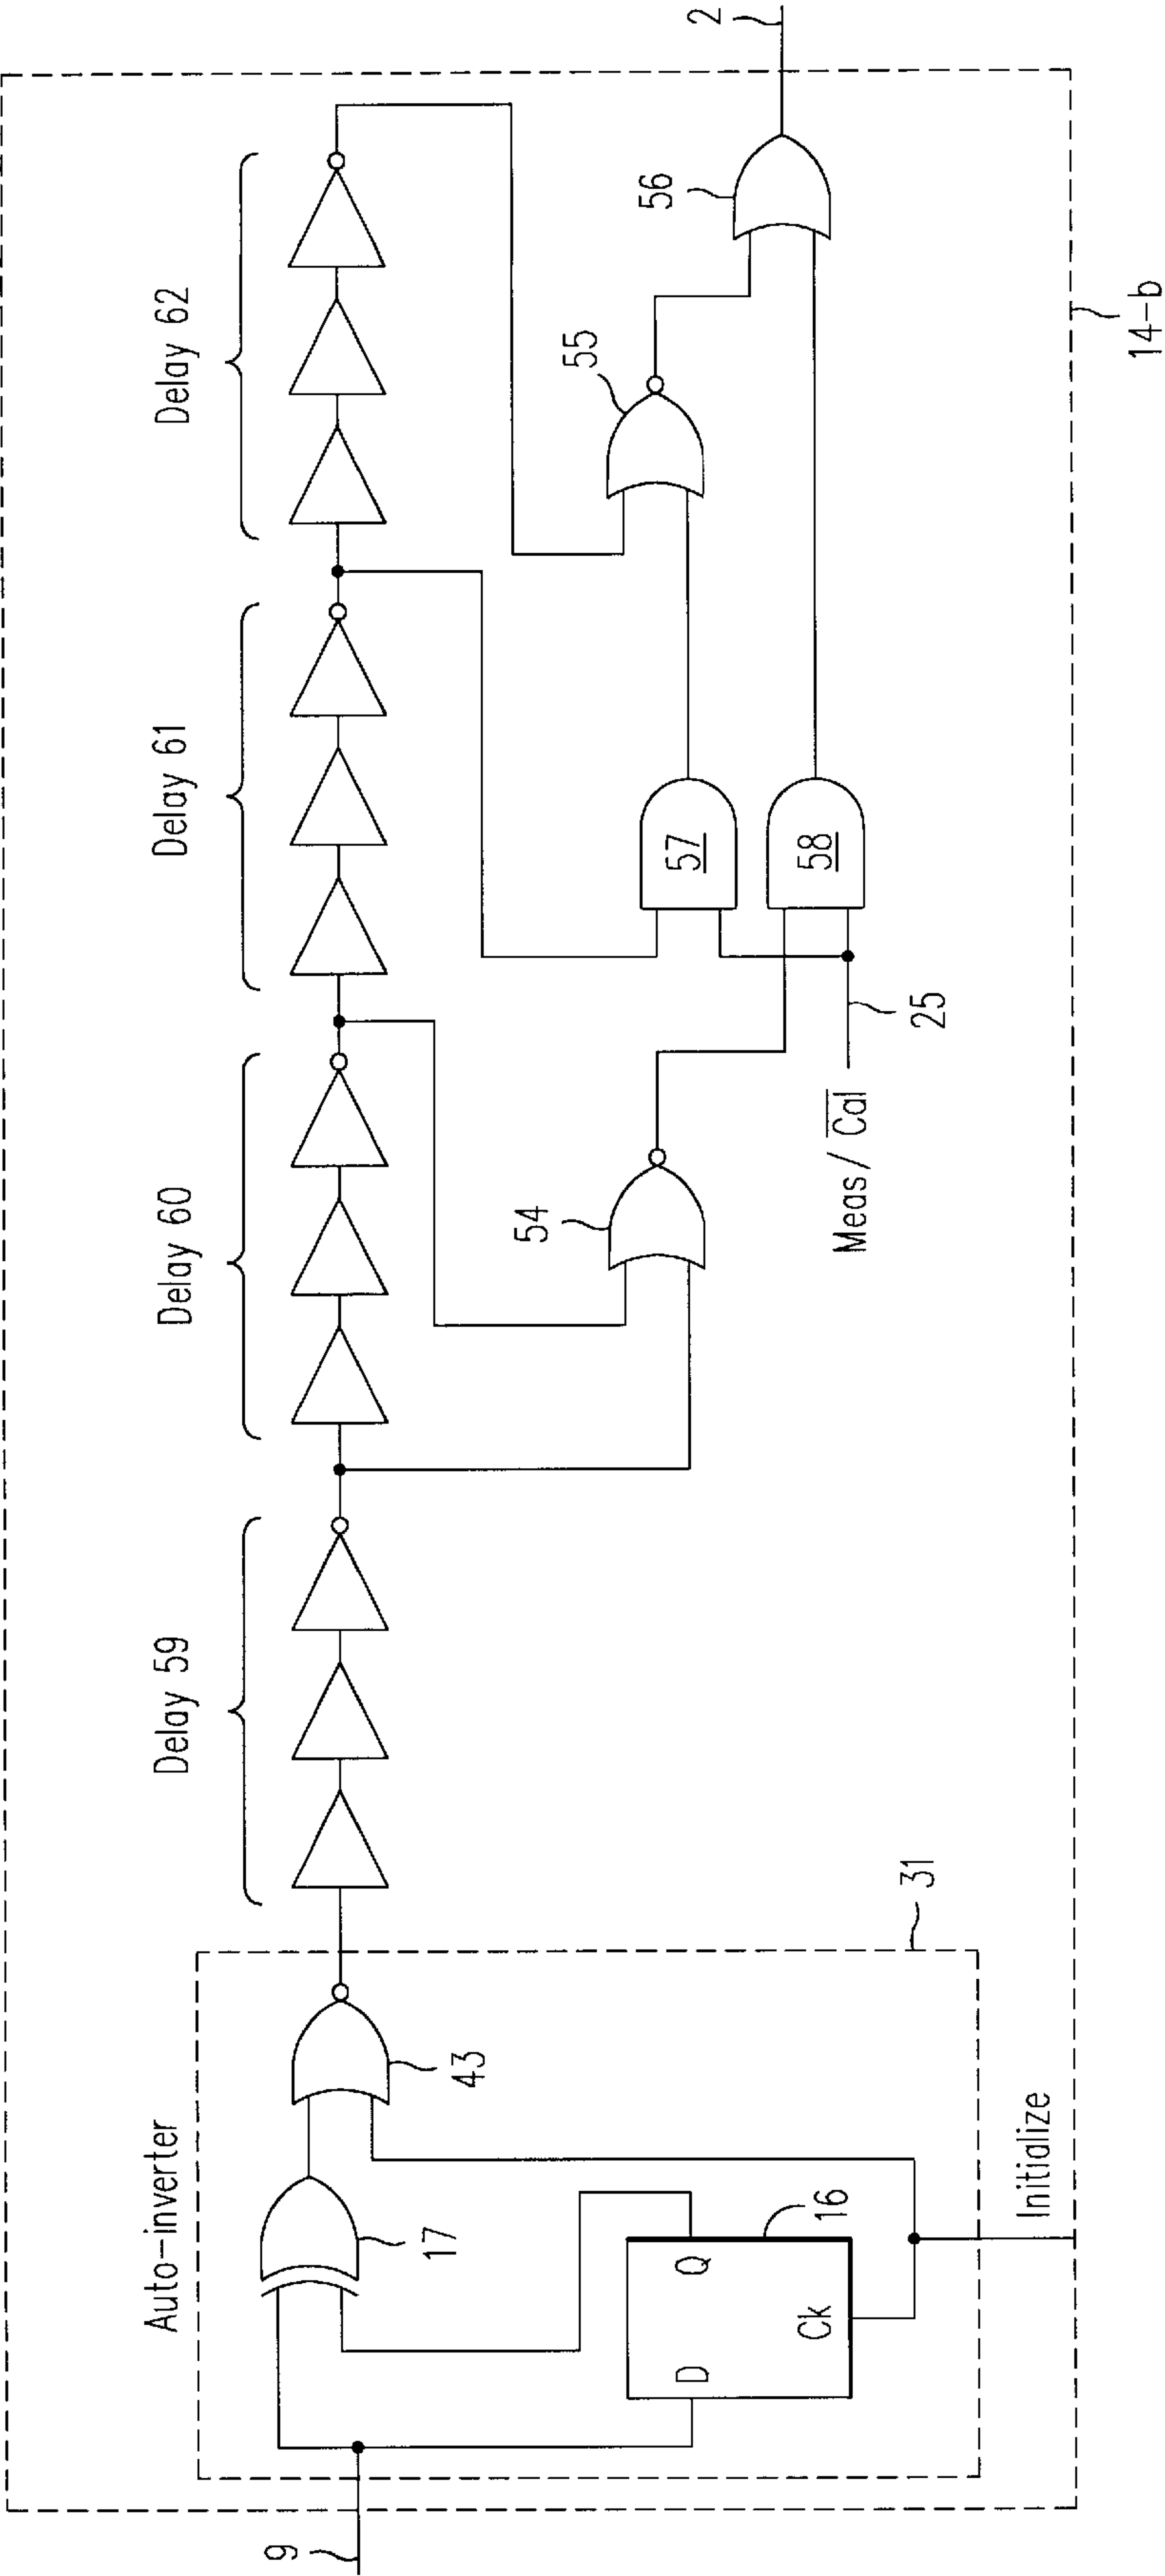 Auto-inverter
Delay 59
Delay 60
Delay 61
Delay 62
9
17
43
D
Q
Ck
16
Initialize
31
54
Meas / Cal
25
57
58
55
56
2
14-b